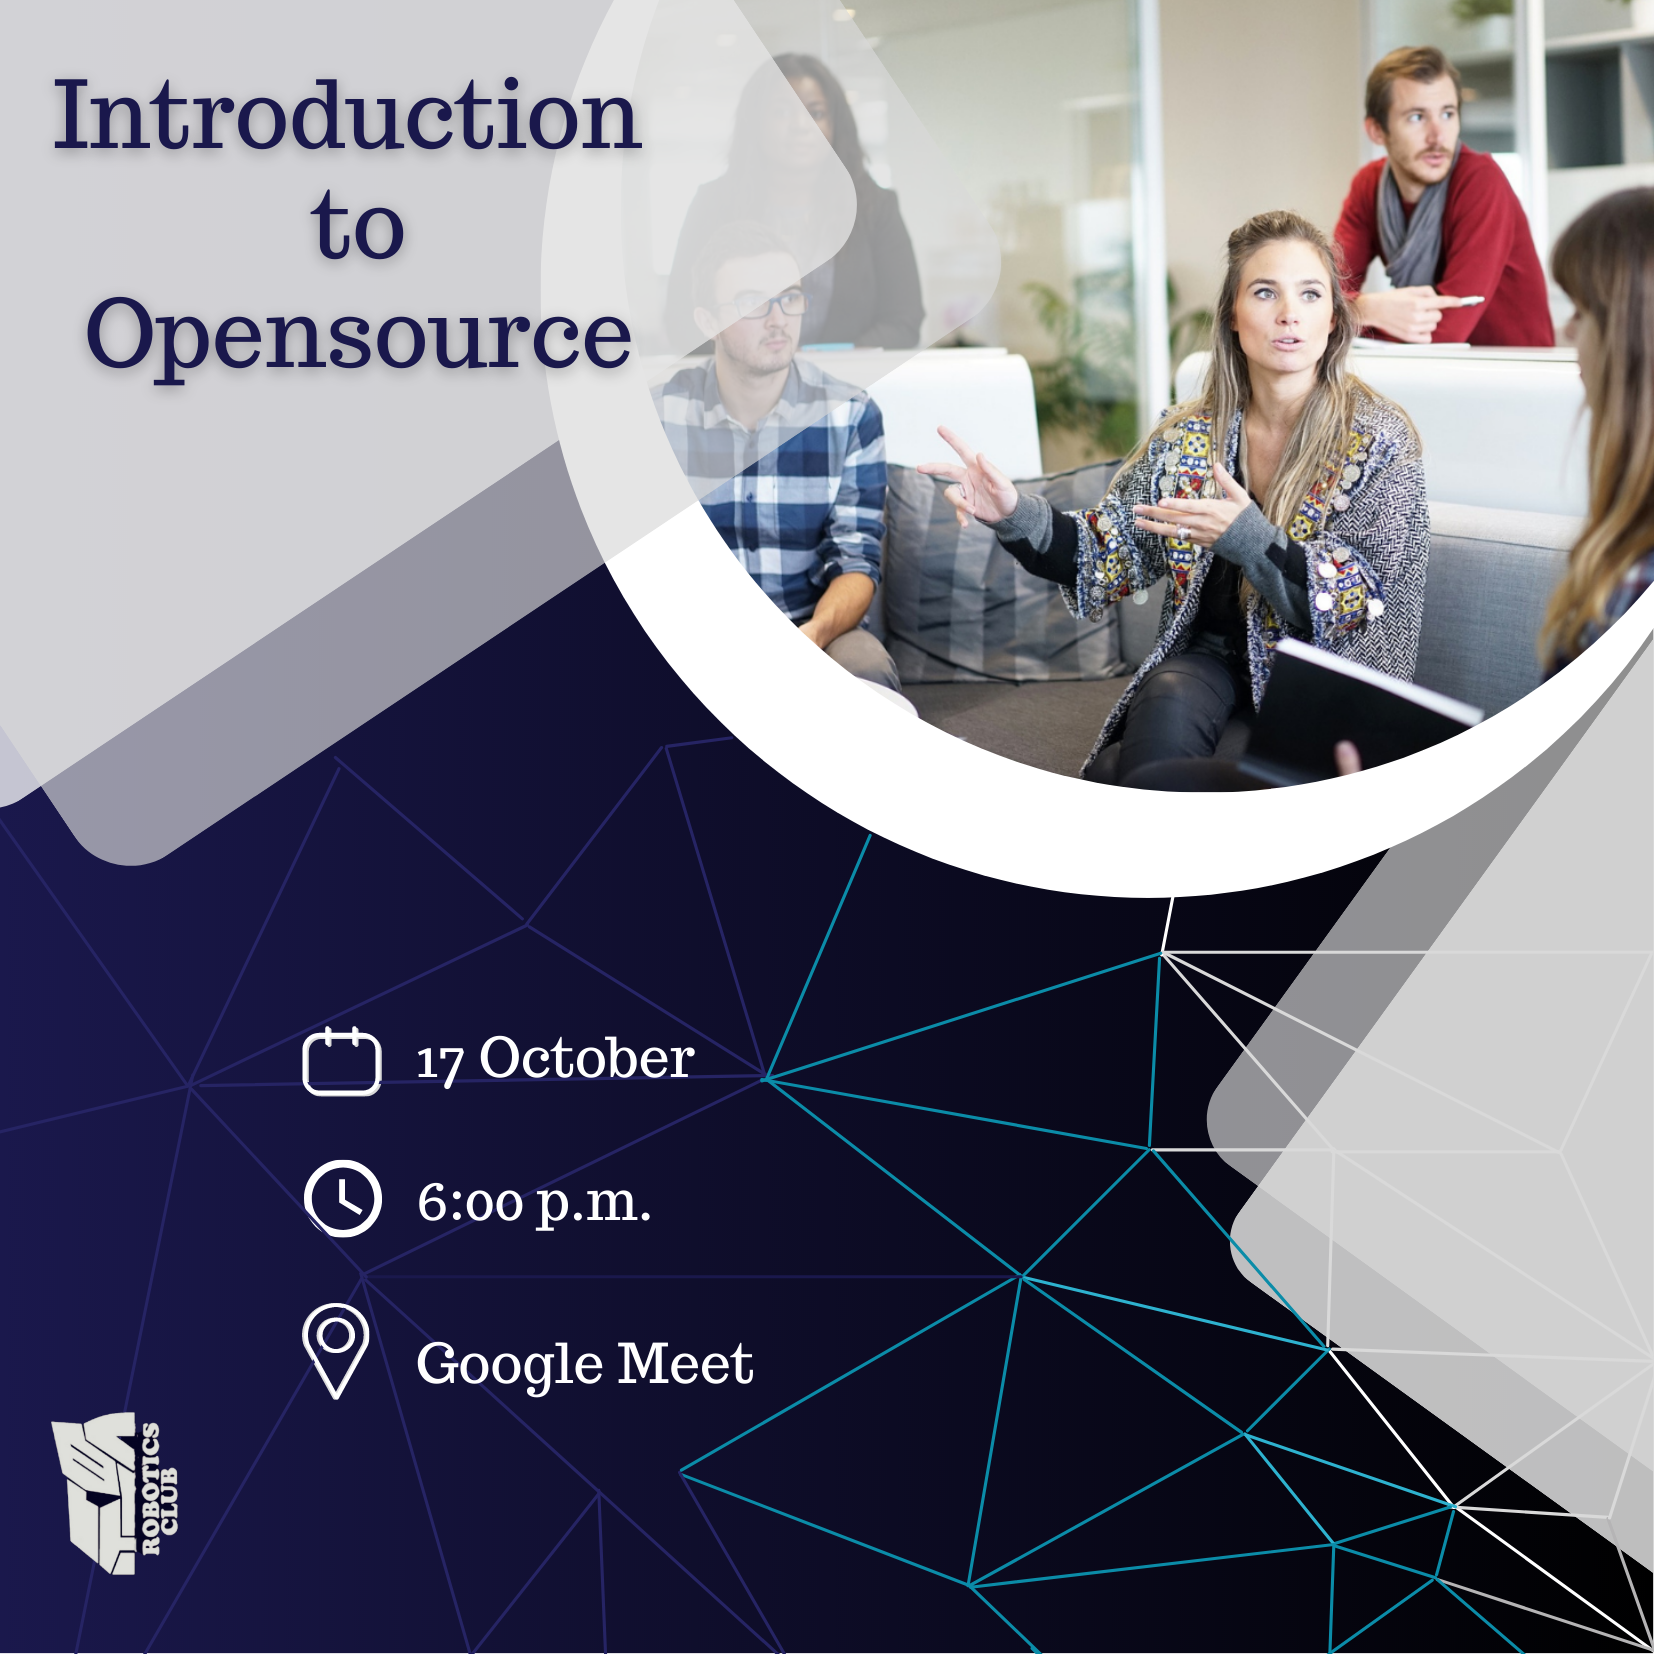 Introduction
to
Opensource
17 October
6:00 p.m.
Google Meet
ROBOTICS
CLUB